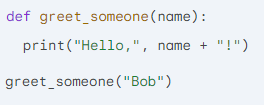 def greet_someone(name):
  print("Hello,", name + "!")
greet_someone("Bob")